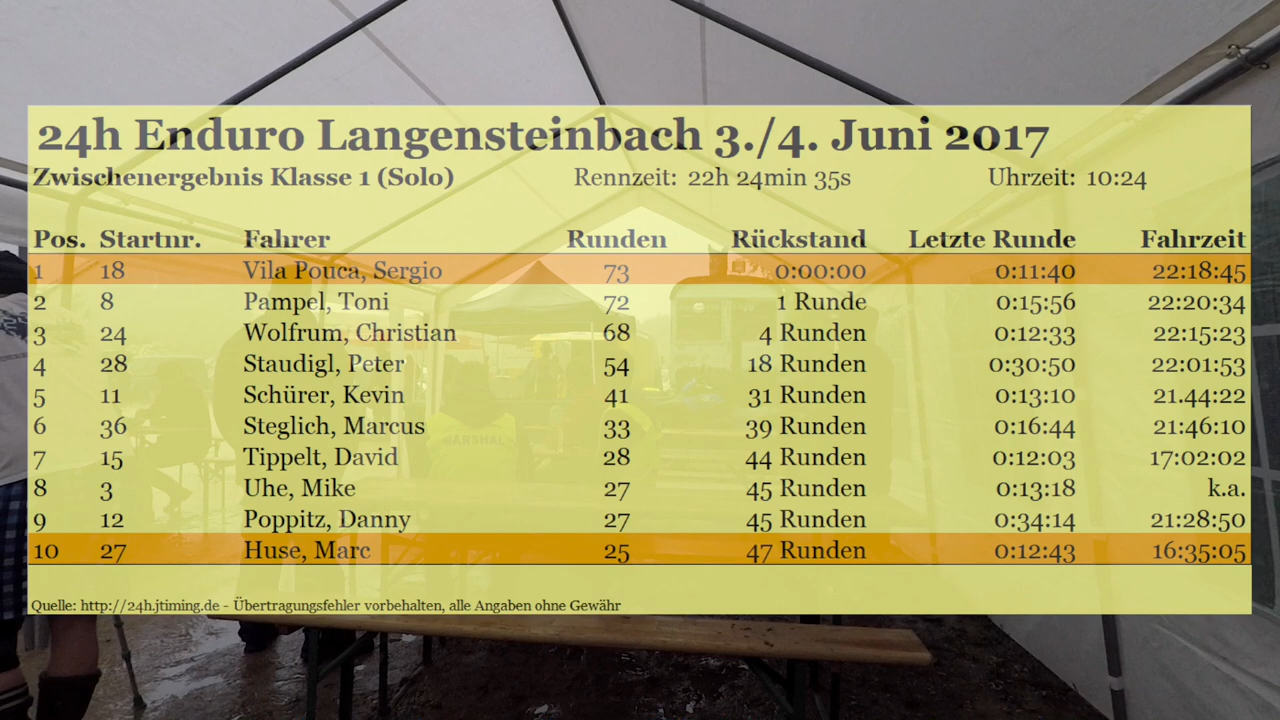 24h Enduro Langensteinbach 3./4. Juni 2017
Zwischenergebnis Klasse 1 (Solo) Rennzeit: 22h 24min 35s Uhrzeit: 10:24
Pos. Startnr. Fahrer Runden Rückstand Letzte Runde Fahrzeit
1 18 Vila Pouca, Sergio 73 0:00:00 0:11:40 22:18:45
2 8 Pampel, Toni 72 1 Runde 0:15:56 22:20:34
3 24 Wolfrum, Christian 68 4 Runden 0:12:33 22:15:23
4 28 Staudigl, Peter 54 18 Runden 0:30:50 22:01:53
5 11 Schürer, Kevin 41 31 Runden 0:13:10 21.44:22
6 36 Steglich, Marcus 33 39 Runden 0:16:44 21:46:10
7 15 Tippelt, David 28 44 Runden 0:12:03 17:02:02
8 3 Uhe, Mike 27 45 Runden 0:13:18 k.a.
9 12 Poppitz, Danny 27 45 Runden 0:34:14 21:28:50
10 27 Huse, Marc 25 47 Runden 0:12:43 16:35:05
Quelle: http://24h.jtiming.de - Übertragungsfehler vorbehalten, alle Angaben ohne Gewähr
MARSHAL